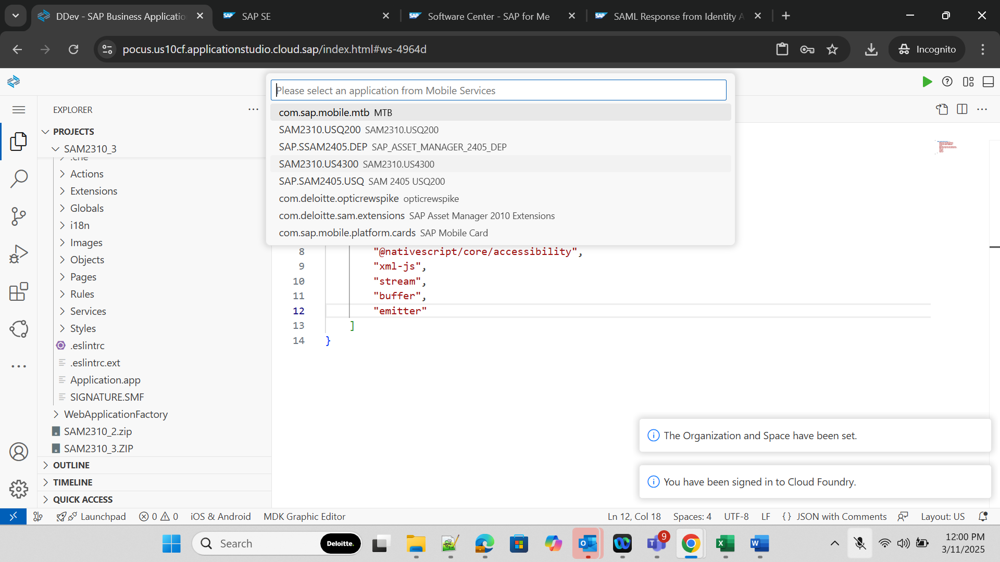 DDev - SAP Business Applicatio
SAP SE
Software Center - SAP for Me
SAML Response from Identity A
pocus.us10cf.applicationstudio.cloud.sap/index.html#ws-4964d
Incognito
Please select an application from Mobile Services
com.sap.mobile.mtb MTB
SAM2310.USQ200 SAM2310.USQ200
SAP.SSAM2405.DEP SAP_ASSET_MANAGER_2405_DEP
SAM2310.US4300 SAM2310.US4300
SAP.SAM2405.USQ SAM 2405 USQ200
com.deloitte.opticrewspike opticrewspike
com.deloitte.sam.extensions SAP Asset Manager 2010 Extensions
com.sap.mobile.platform.cards SAP Mobile Card
EXPLORER
PROJECTS
SAM2310_3
Actions
Extensions
Globals
i18n
Images
Objects
Pages
Rules
Services
Styles
.eslintrc
.eslintrc.ext
Application.app
SIGNATURE.SMF
WebApplicationFactory
SAM2310_2.zip
SAM2310_3.ZIP
OUTLINE
TIMELINE
QUICK ACCESS
8 "@nativescript/core/accessibility",
9 "xml-js",
10 "stream",
11 "buffer",
12 "emitter"
13 ]
14 }
The Organization and Space have been set.
You have been signed in to Cloud Foundry.
Launchpad
0 0
iOS & Android
MDK Graphic Editor
Ln 12, Col 18
Spaces: 4
UTF-8
LF
{} JSON with Comments
Layout: US
Search
Deloitte.
9
12:00 PM
3/11/2025